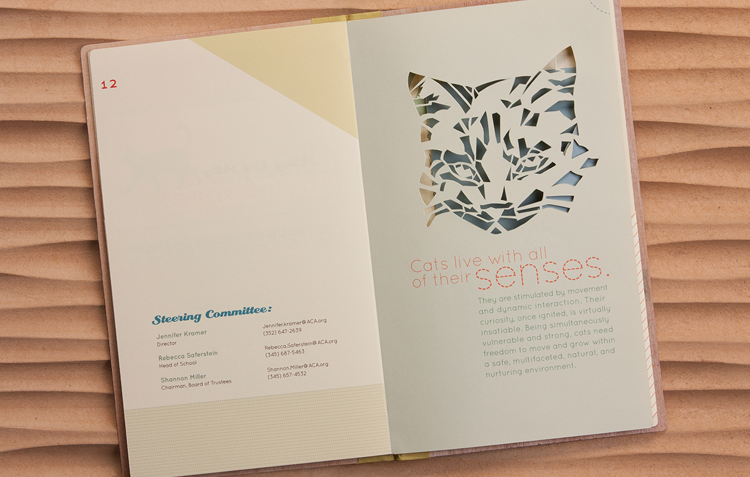 12
Steering Committee:
Jennifer Kramer
Director
Jennifer.Kramer@ACA.org
(352) 647-2639
Rebecca Saferstein
Head of School
Rebecca.Saferstein@ACA.org
(345) 687-5463
Shannon Miller
Chairman, Board of Trustees
Shannon.Miller@ACA.org
(345) 657-4532
Cats live with all
of their senses.
They are stimulated by movement
and dynamic interaction. Their
curiosity, once ignited, is virtually
insatiable. Being simultaneously
vulnerable and strong, cats need
freedom to move and grow within
a safe, multifaceted, natural, and
nurturing environment.